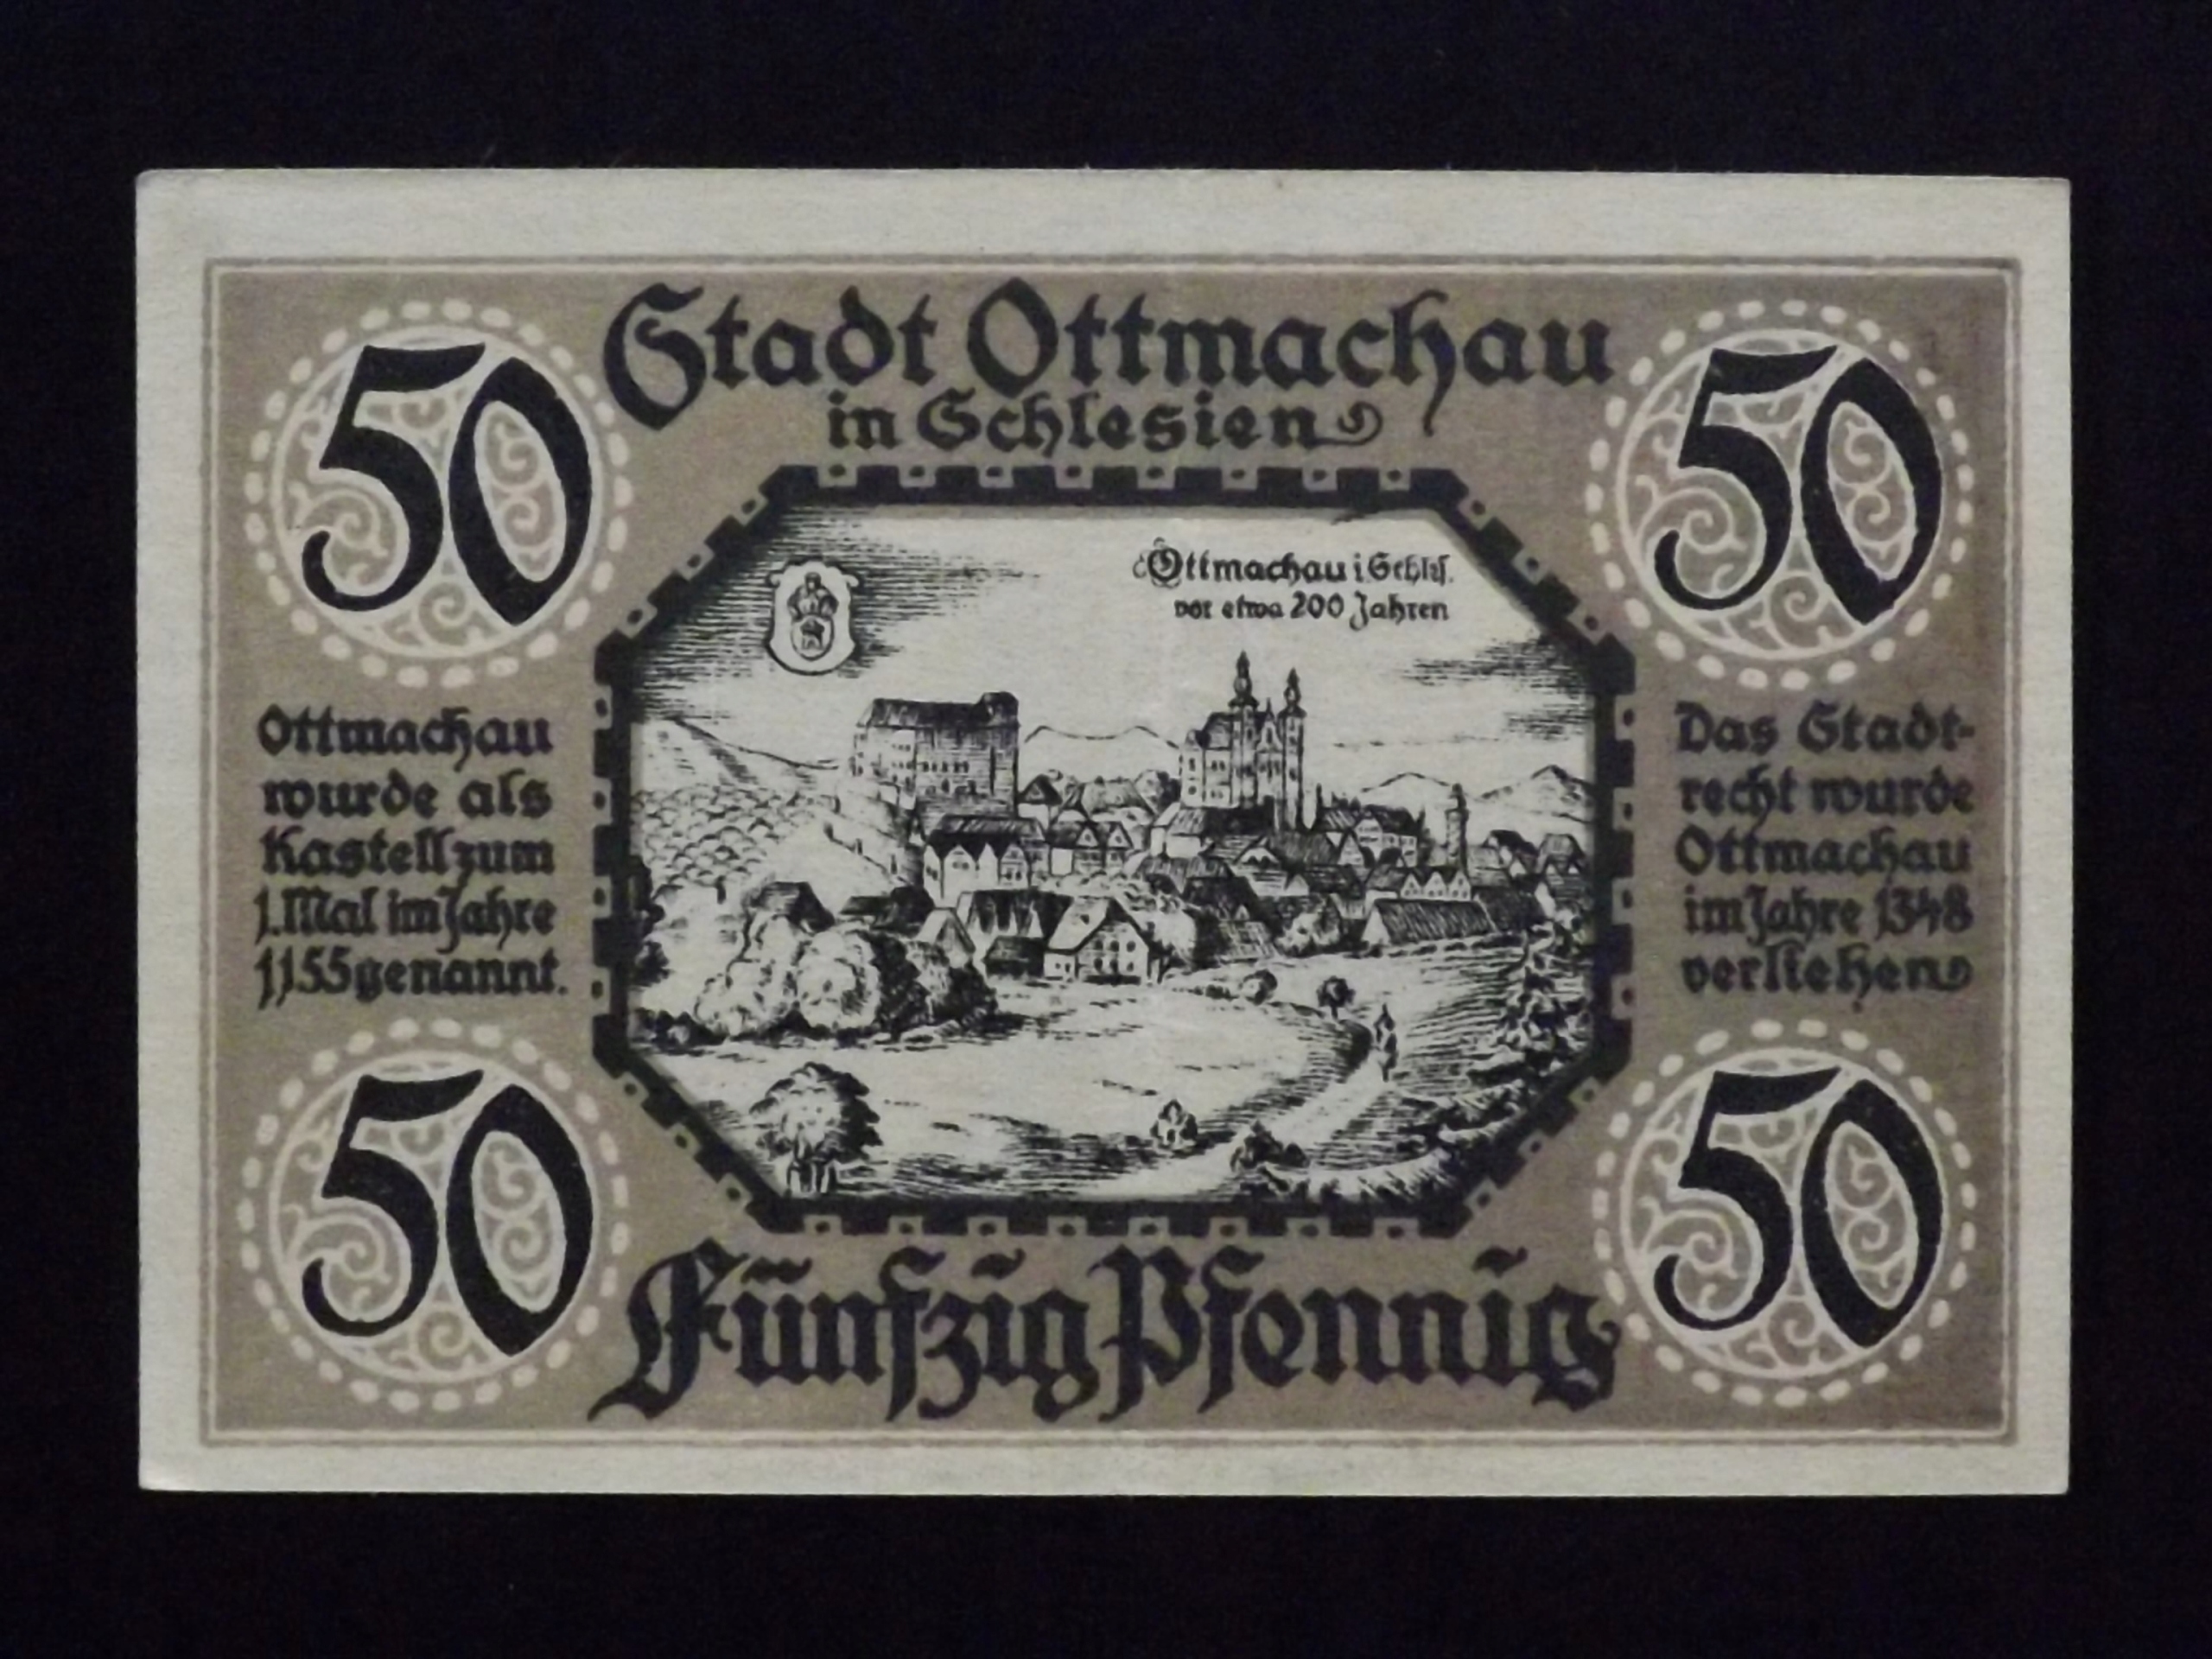 50
Stadt Ottmachau
in Schlesien
50
Ottmachau i Schls.
vor etwa 200 Jahren
Ottmachau
wurde als
Kastell zum
1. Mal im Jahre
1155 genannt.
Das Stadt-
recht wurde
Ottmachau
im Jahre 1348
verliehen
50
Fünfzig Pfennig
50